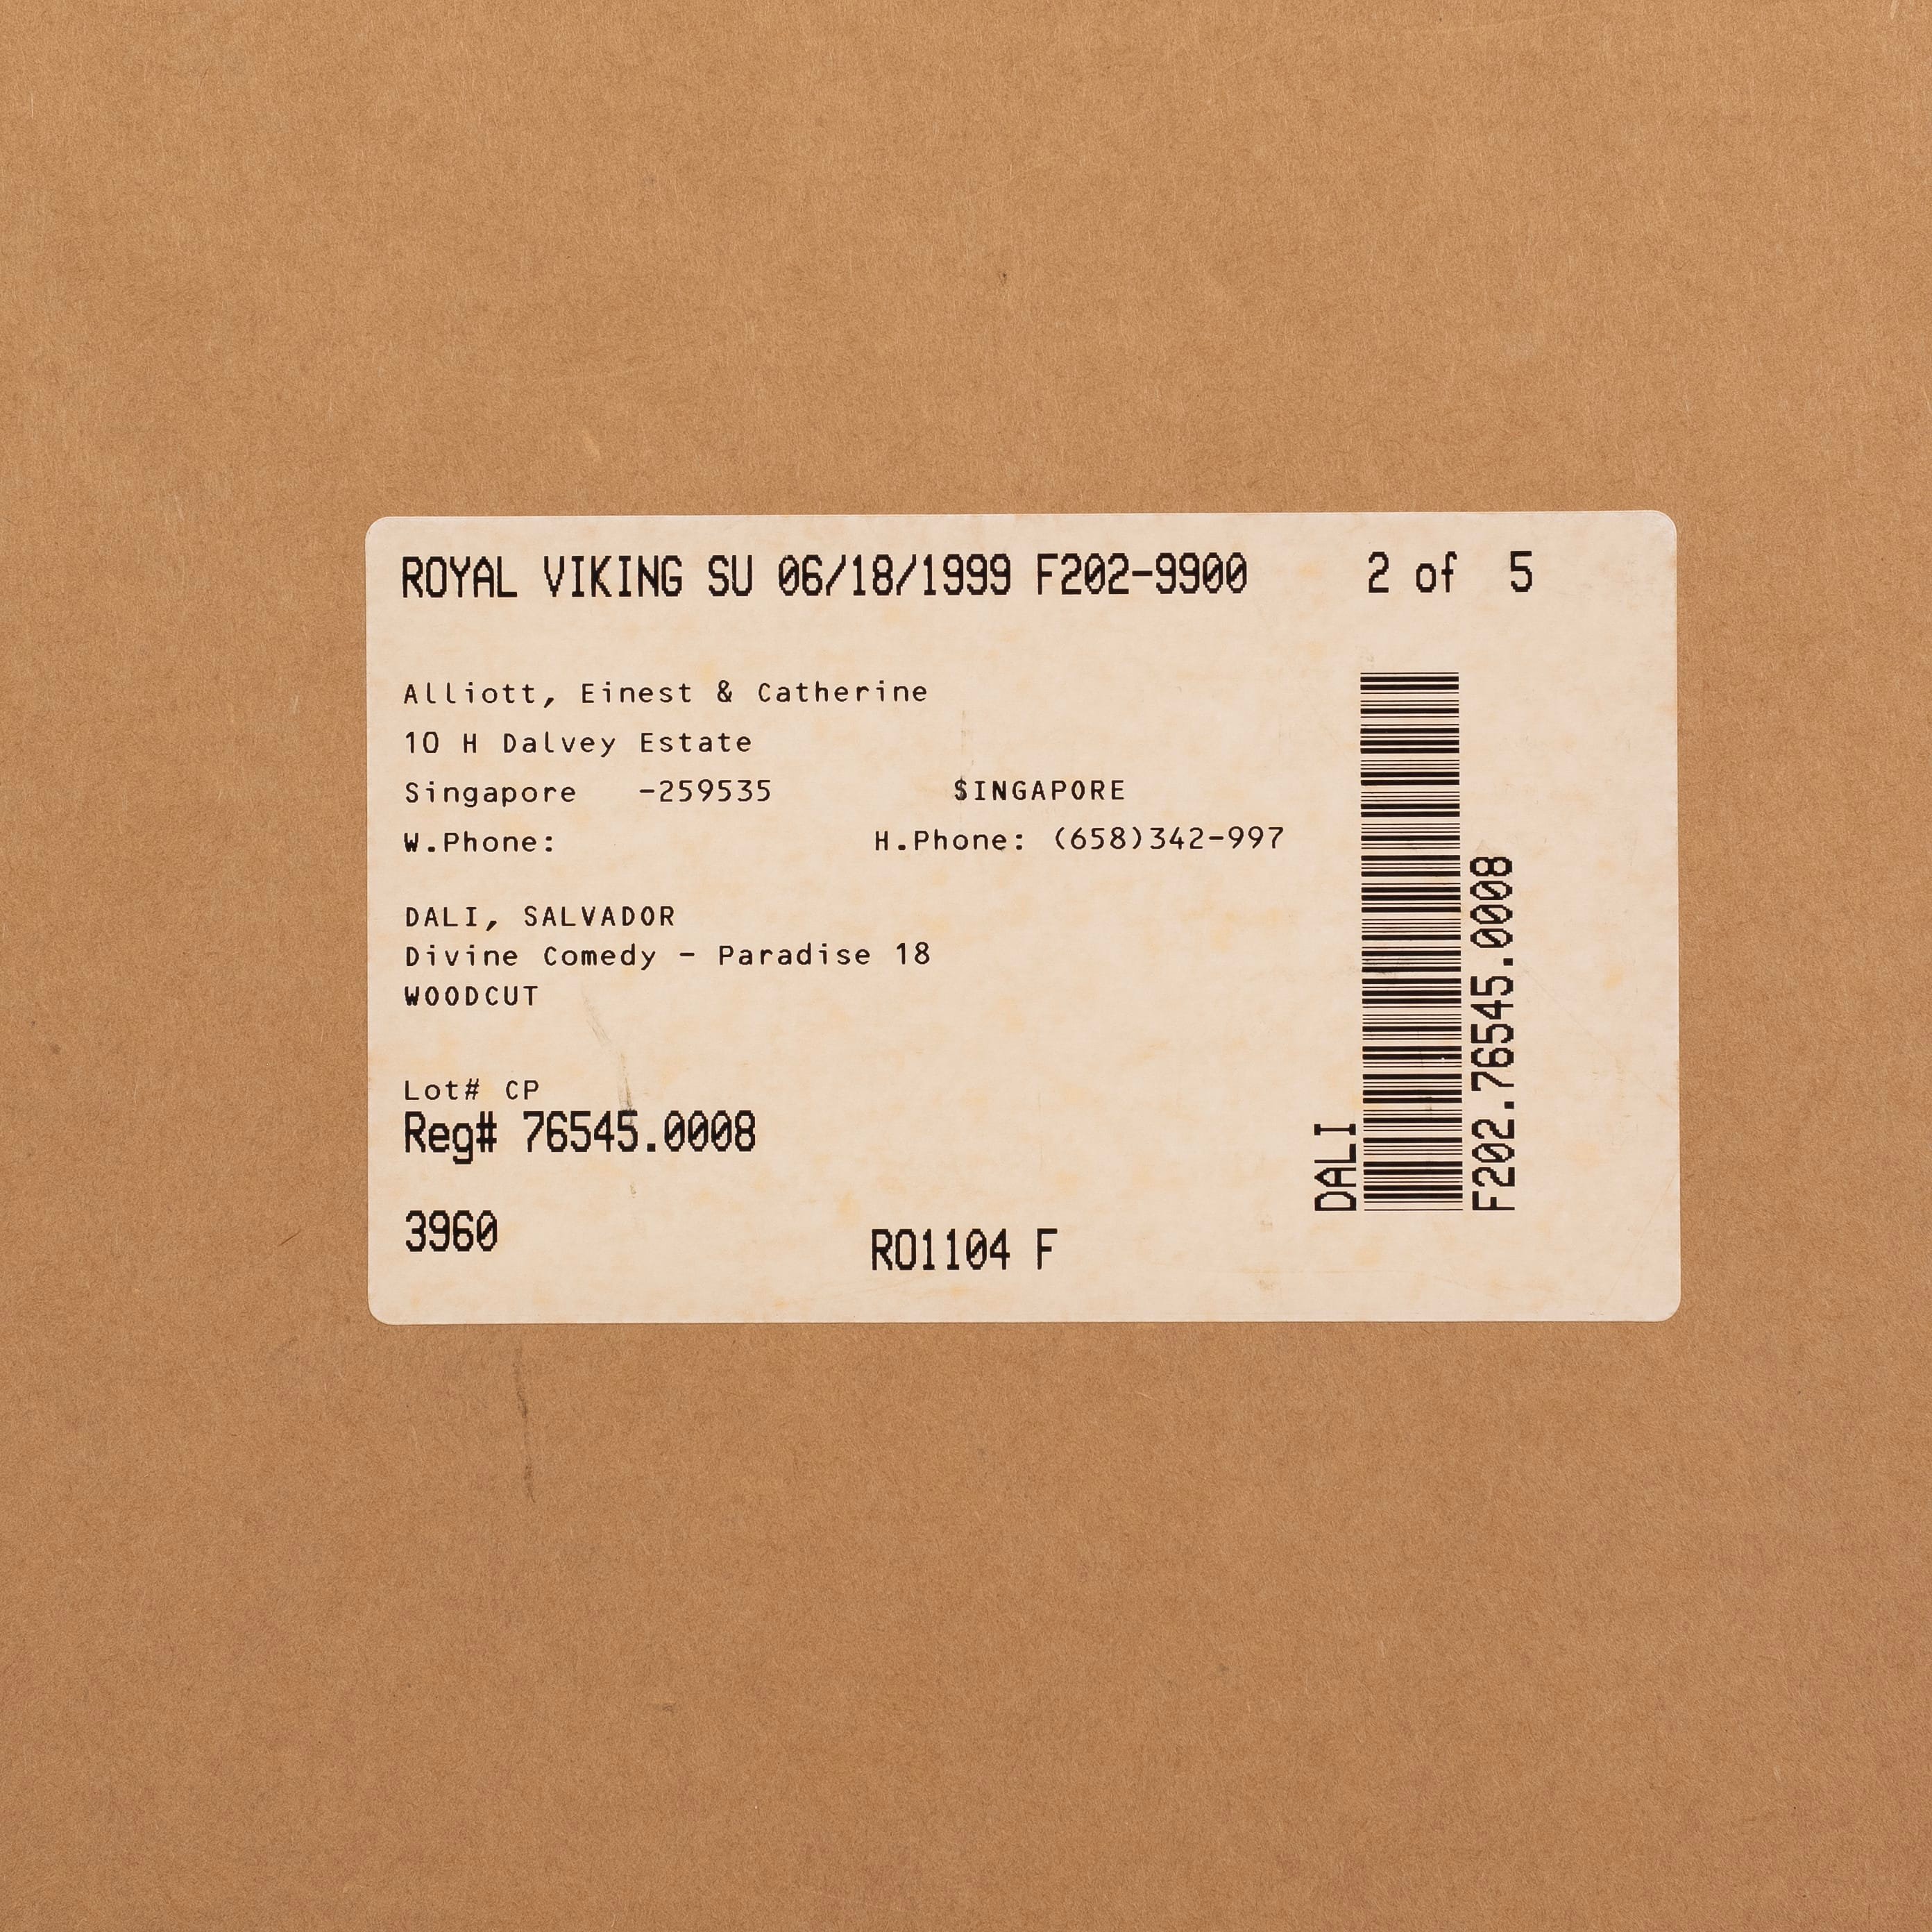 ROYAL VIKING SU 06/18/1999 F202-9900 2 of 5
Alliott, Einest & Catherine
10 H Dalvey Estate
Singapore -259535 SINGAPORE
W.Phone: H.Phone: (658)342-997
DALI, SALVADOR
Divine Comedy - Paradise 18
WOODCUT
Lot# CP
Reg# 76545.0008
3960 RO1104 F
DALI
F202.76545.0008